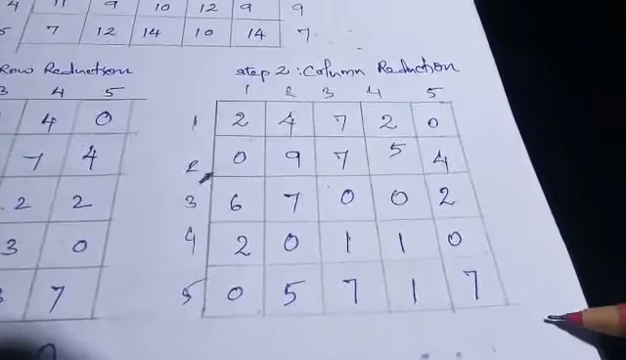 4 11 9 10 12 9 9
5 7 12 14 10 14 7
Row Reduction
3 4 5
4 0
7 4
2 2
3 0
7
step 2 : Column Reduction
1 2 3 4 5
1 2 4 7 2 0
2 0 9 7 5 4
3 6 7 0 0 2
4 2 0 1 1 0
5 0 5 7 1 7